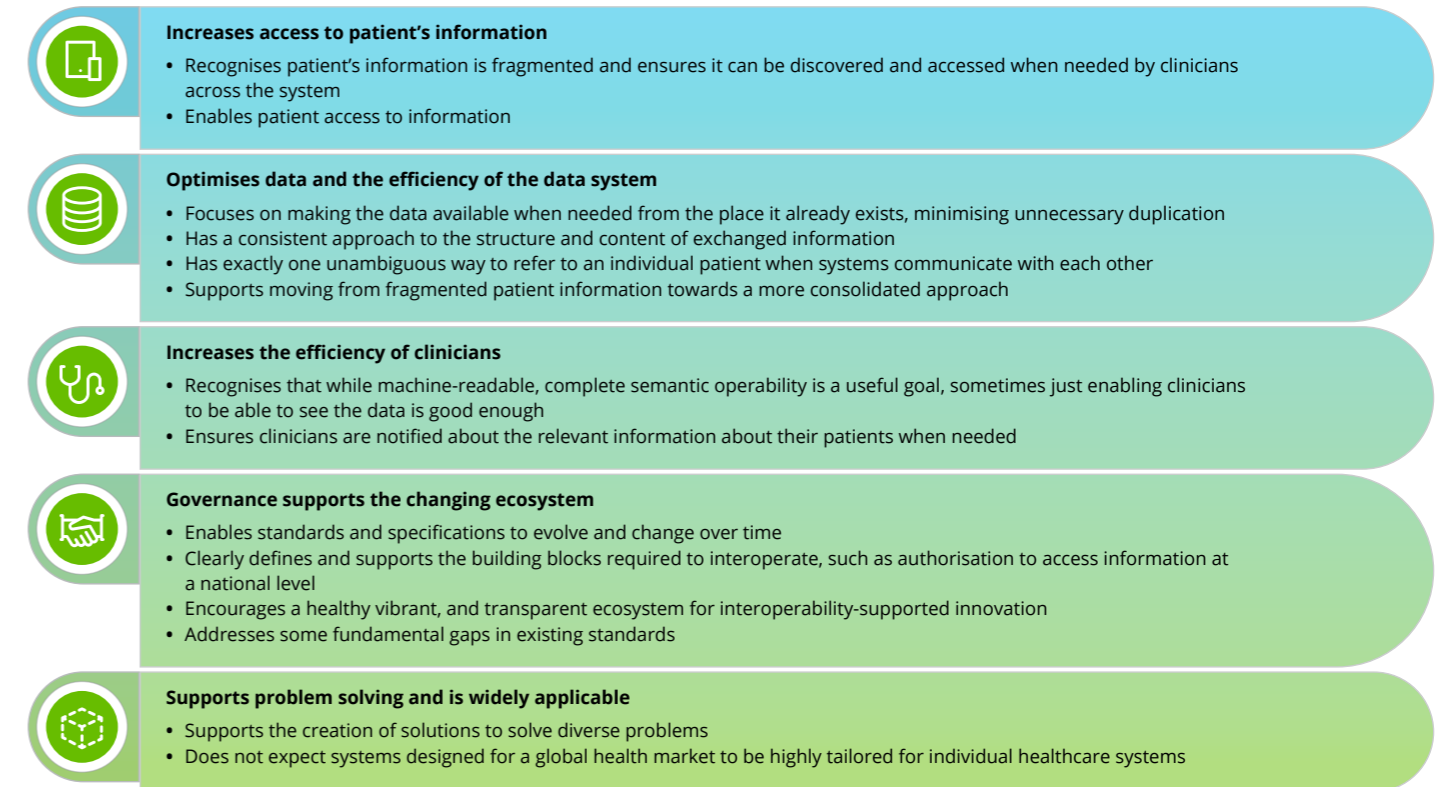 Increases access to patient’s information
• Recognises patient’s information is fragmented and ensures it can be discovered and accessed when needed by clinicians
across the system
• Enables patient access to information
Optimises data and the efficiency of the data system
• Focuses on making the data available when needed from the place it already exists, minimising unnecessary duplication
• Has a consistent approach to the structure and content of exchanged information
• Has exactly one unambiguous way to refer to an individual patient when systems communicate with each other
• Supports moving from fragmented patient information towards a more consolidated approach
Increases the efficiency of clinicians
• Recognises that while machine-readable, complete semantic operability is a useful goal, sometimes just enabling clinicians
to be able to see the data is good enough
• Ensures clinicians are notified about the relevant information about their patients when needed
Governance supports the changing ecosystem
• Enables standards and specifications to evolve and change over time
• Clearly defines and supports the building blocks required to interoperate, such as authorisation to access information at
a national level
• Encourages a healthy vibrant, and transparent ecosystem for interoperability-supported innovation
• Addresses some fundamental gaps in existing standards
Supports problem solving and is widely applicable
• Supports the creation of solutions to solve diverse problems
• Does not expect systems designed for a global health market to be highly tailored for individual healthcare systems